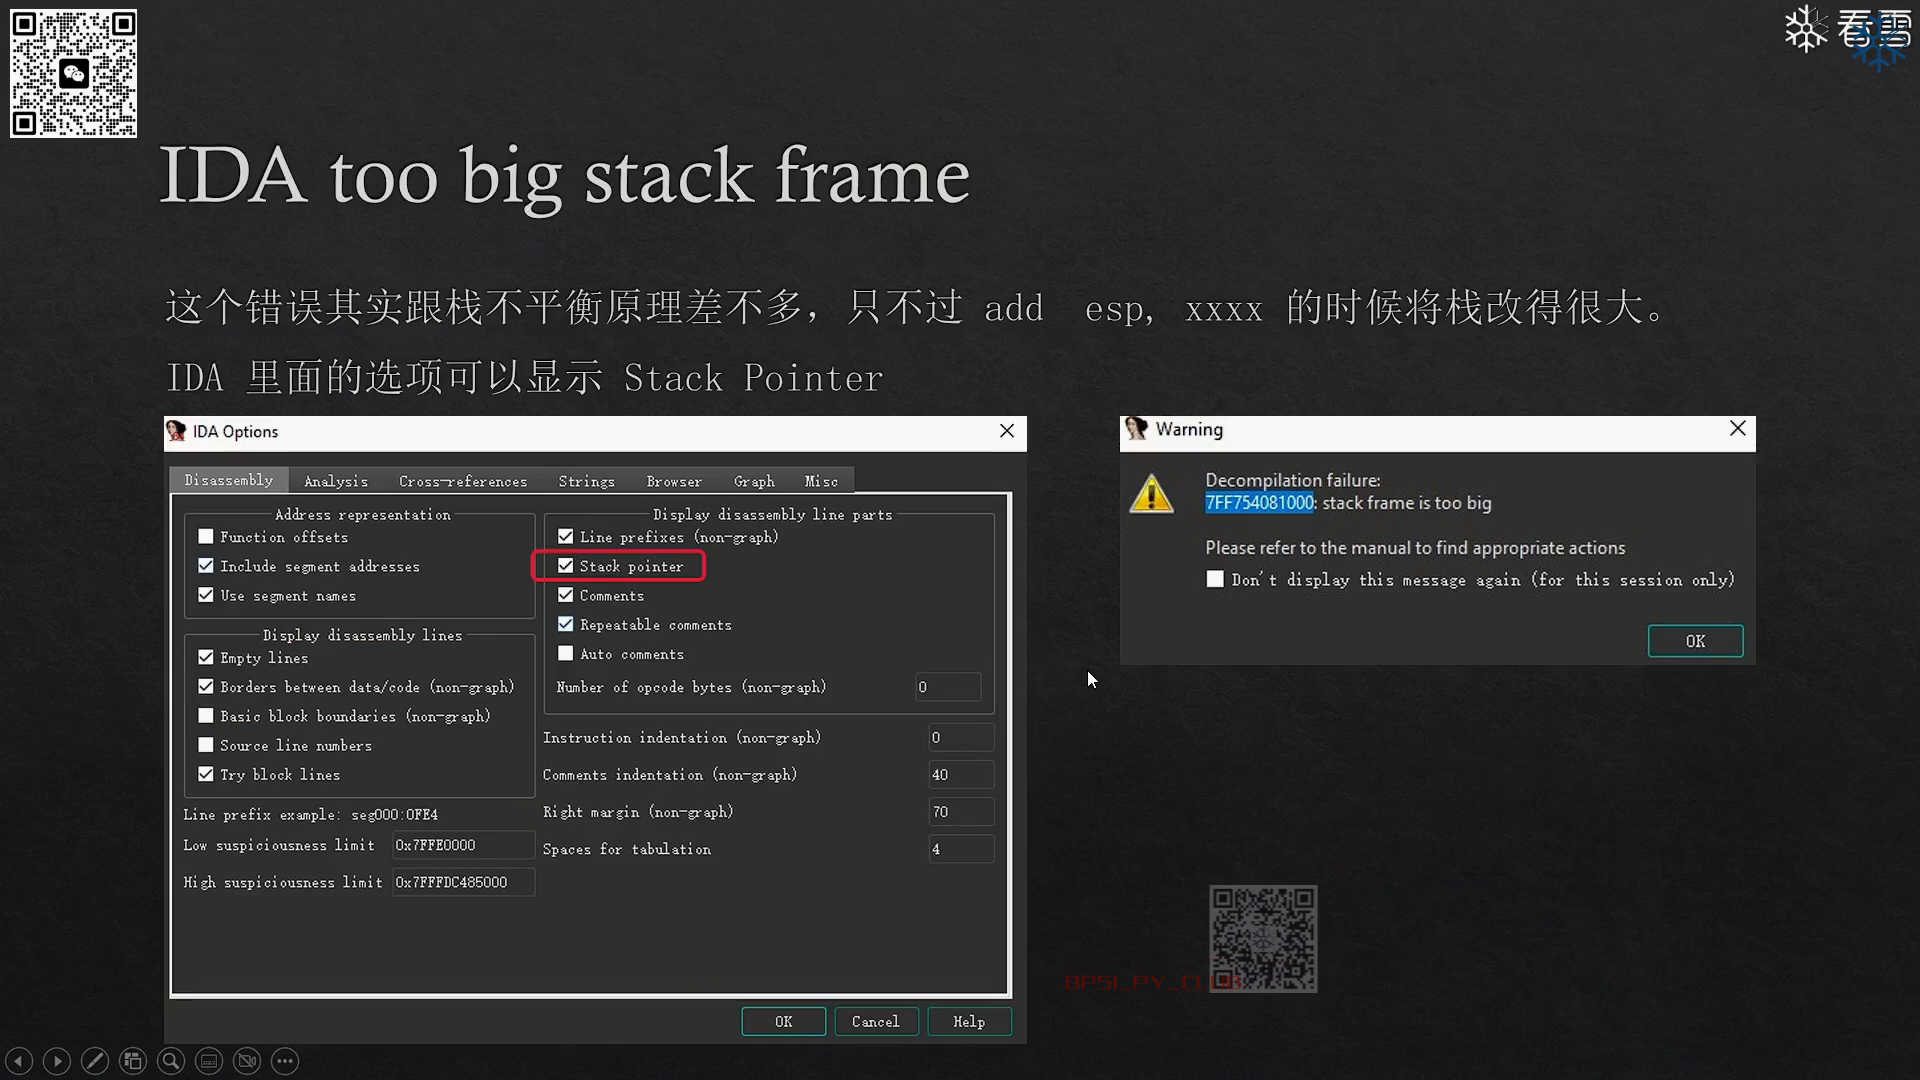 看雪
IDA too big stack frame
这个错误其实跟栈不平衡原理差不多，只不过 add esp, xxxx 的时候将栈改得很大。
IDA 里面的选项可以显示 Stack Pointer
IDA Options
Disassembly Analysis Cross-references Strings Browser Graph Misc
Address representation
Function offsets
Include segment addresses
Use segment names
Display disassembly lines
Empty lines
Borders between data/code (non-graph)
Basic block boundaries (non-graph)
Source line numbers
Try block lines
Line prefix example: seg000:0FE4
Low suspiciousness limit 0x7FFE0000
High suspiciousness limit 0x7FFFDC485000
Display disassembly line parts
Line prefixes (non-graph)
Stack pointer
Comments
Repeatable comments
Auto comments
Number of opcode bytes (non-graph) 0
Instruction indentation (non-graph) 0
Comments indentation (non-graph) 40
Right margin (non-graph) 70
Spaces for tabulation 4
OK Cancel Help
Warning
Decompilation failure:
7FF754081000: stack frame is too big
Please refer to the manual to find appropriate actions
Don't display this message again (for this session only)
OK